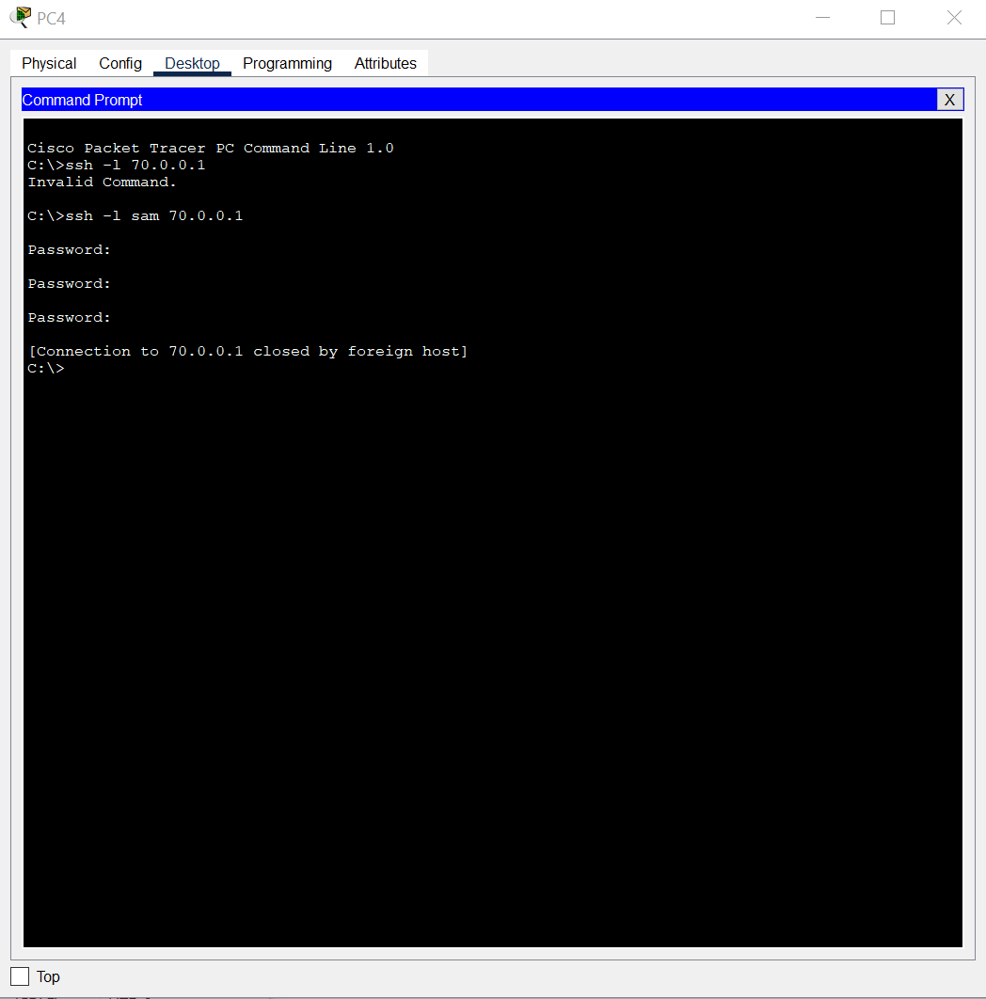 PC4
Physical Config Desktop Programming Attributes
Command Prompt X
Cisco Packet Tracer PC Command Line 1.0
C:\>ssh -l 70.0.0.1
Invalid Command.
C:\>ssh -l sam 70.0.0.1
Password:
Password:
Password:
[Connection to 70.0.0.1 closed by foreign host]
C:\>
Top